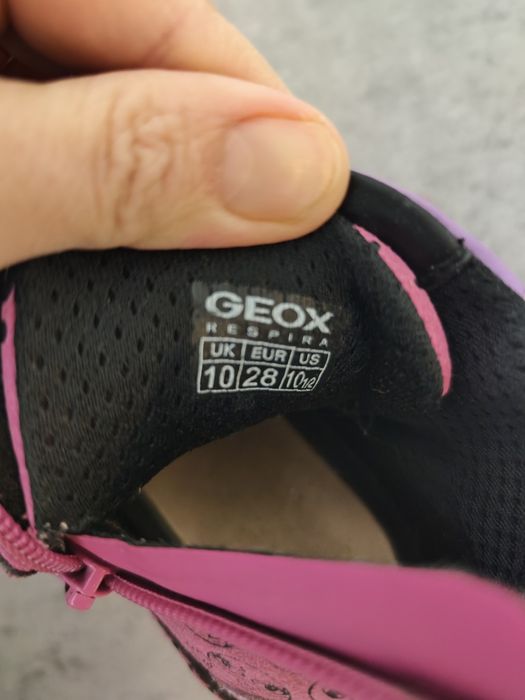 GEOX
RESPIRA
UK EUR US
10 28 10 1/2